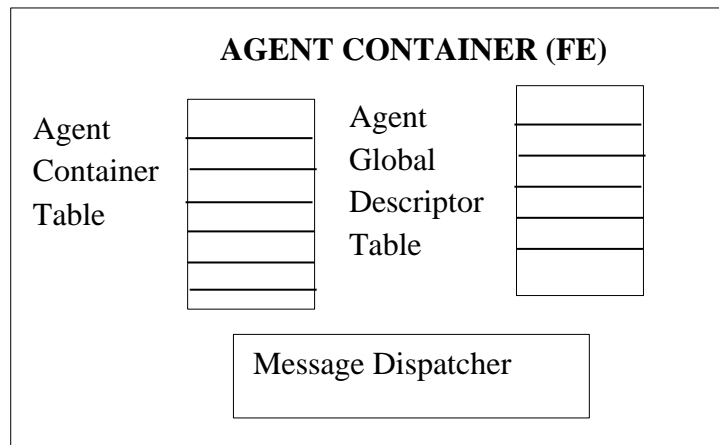 AGENT CONTAINER (FE)
Agent
Container
Table
Agent
Global
Descriptor
Table
Message Dispatcher